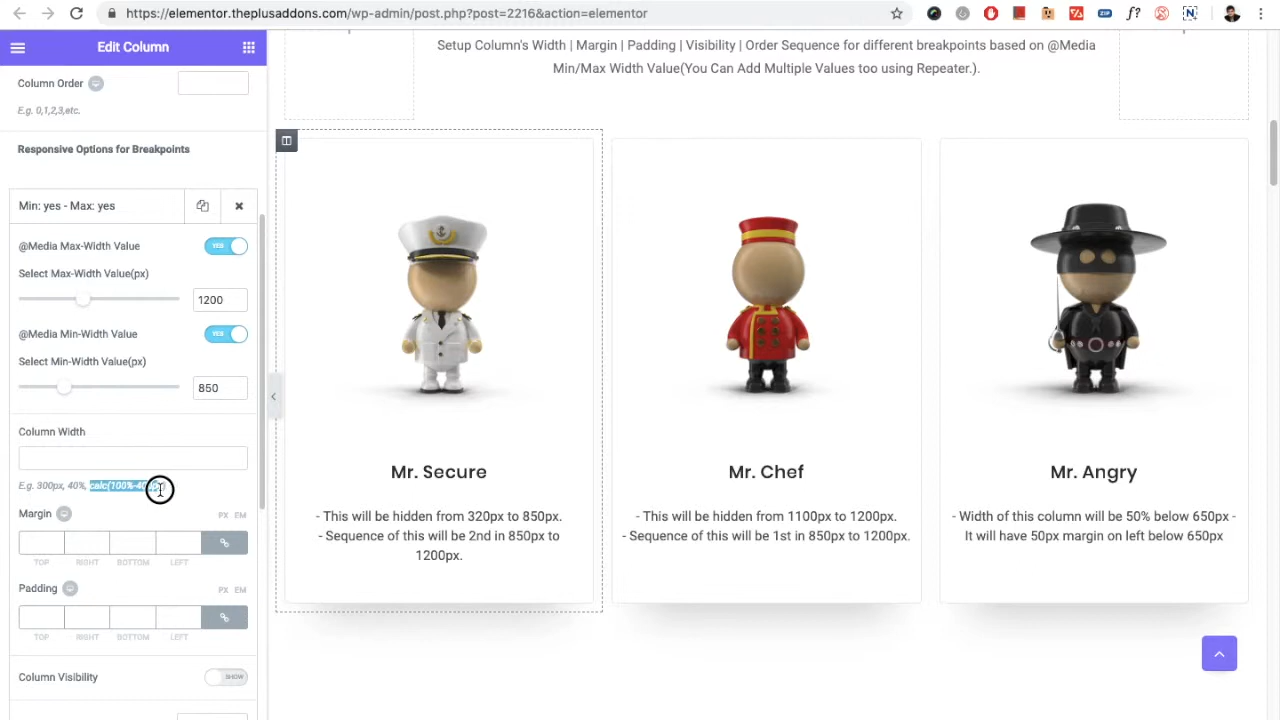 https://elementor.theplusaddons.com/wp-admin/post.php?post=2216&action=elementor
ZIP
f?
N
Edit Column
Column Order
E.g. 0,1,2,3,etc.
Responsive Options for Breakpoints
Min: yes - Max: yes
@Media Max-Width Value
YES
Select Max-Width Value(px)
1200
@Media Min-Width Value
YES
Select Min-Width Value(px)
850
Column Width
E.g. 300px, 40%,
Margin
PX EM
TOP RIGHT BOTTOM LEFT
Padding
PX EM
TOP RIGHT BOTTOM LEFT
Column Visibility
SHOW
Setup Column's Width | Margin | Padding | Visibility | Order Sequence for different breakpoints based on @Media
Min/Max Width Value(You Can Add Multiple Values too using Repeater.).
Mr. Secure
- This will be hidden from 320px to 850px.
- Sequence of this will be 2nd in 850px to
1200px.
Mr. Chef
- This will be hidden from 1100px to 1200px.
- Sequence of this will be 1st in 850px to 1200px.
Mr. Angry
- Width of this column will be 50% below 650px -
It will have 50px margin on left below 650px